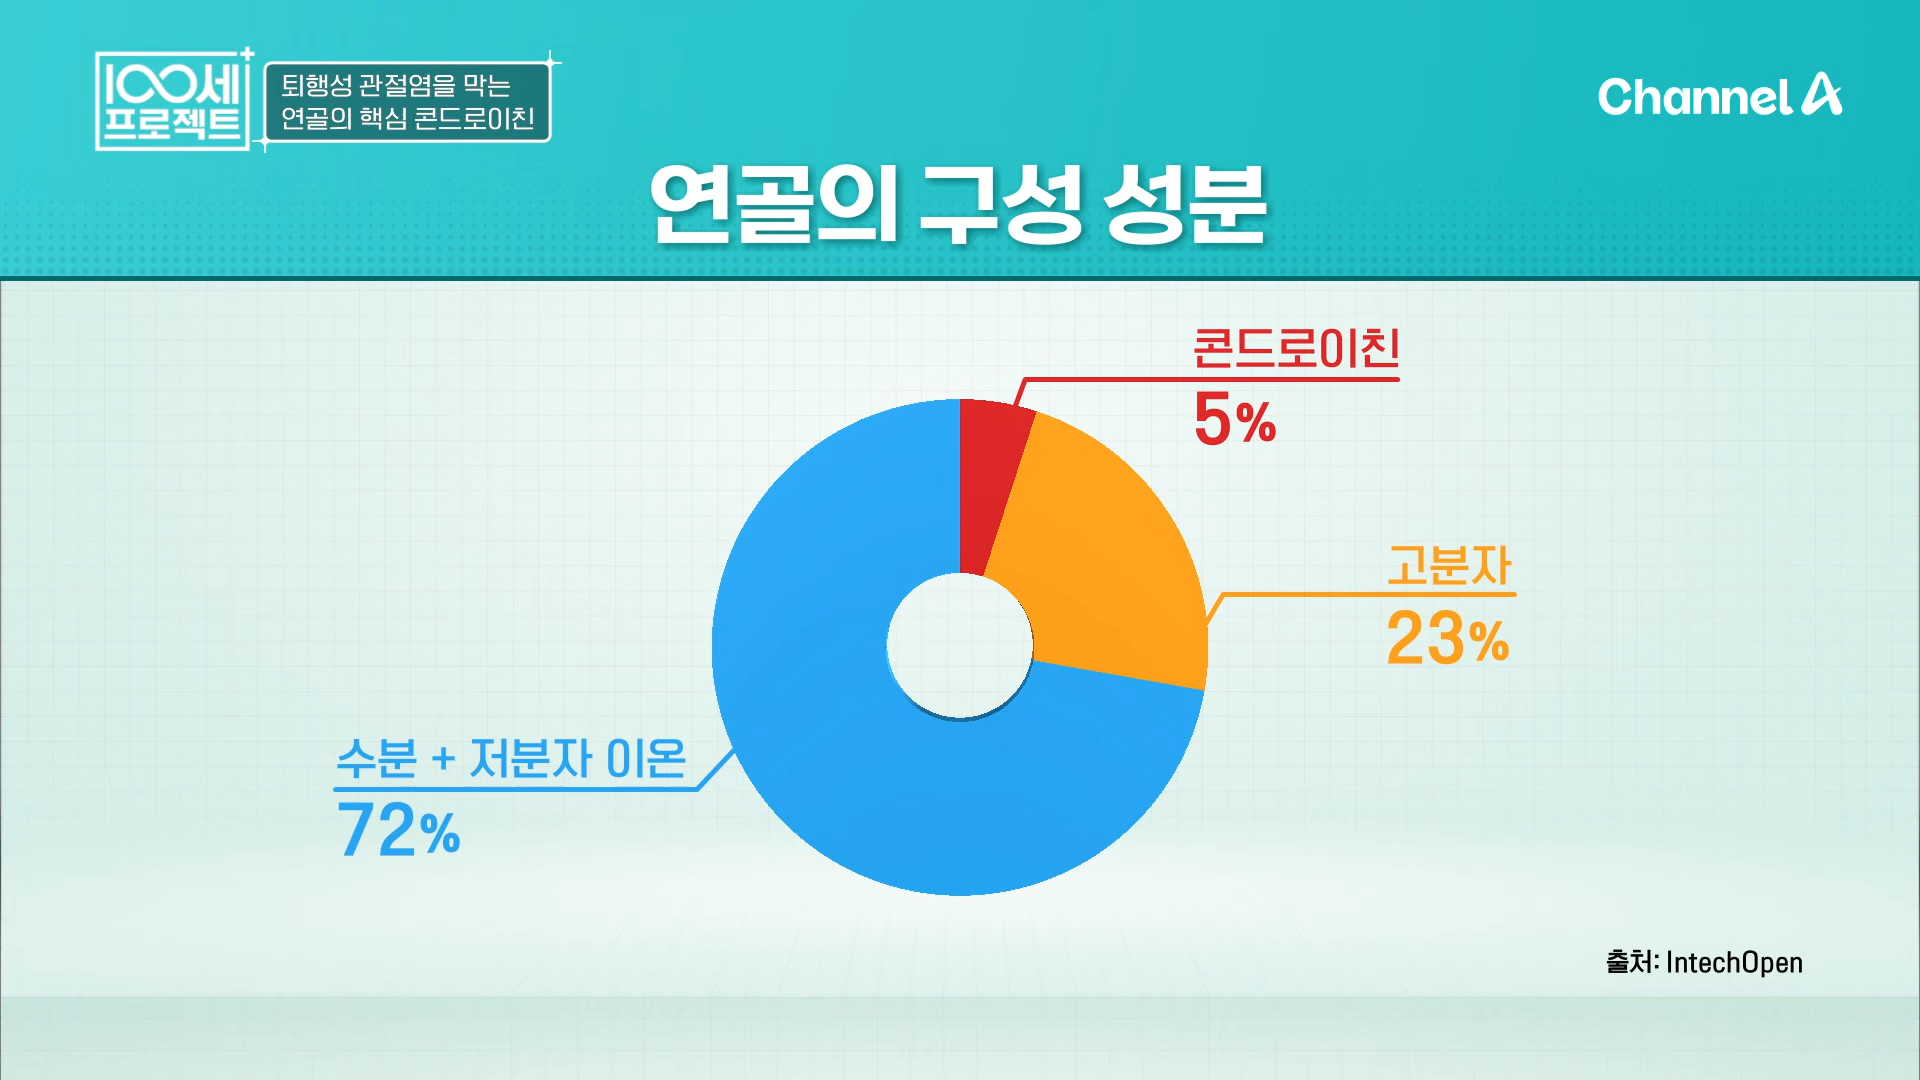 100세+
프로젝트
퇴행성 관절염을 막는
연골의 핵심 콘드로이친
Channel A
연골의 구성 성분
콘드로이친
5%
고분자
23%
수분 + 저분자 이온
72%
출처: IntechOpen